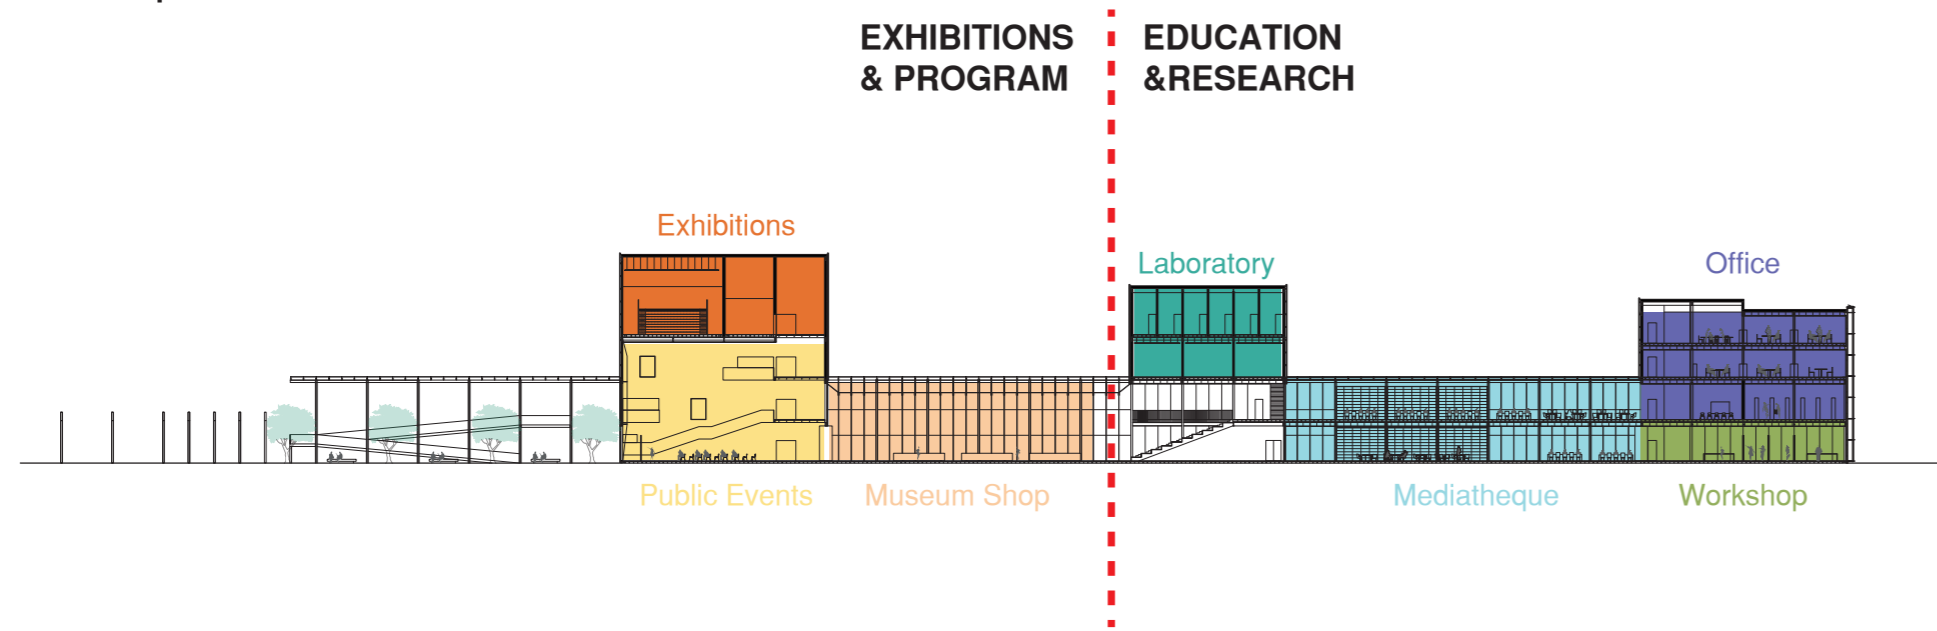 EXHIBITIONS
& PROGRAM
EDUCATION
&RESEARCH
Exhibitions
Laboratory
Office
Public Events
Museum Shop
Mediatheque
Workshop